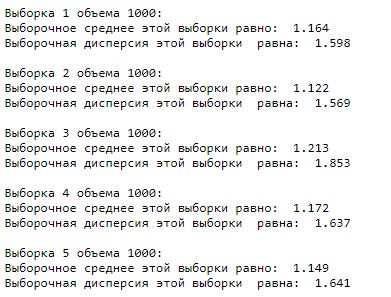 Выборка 1 объема 1000:
Выборочное среднее этой выборки равно: 1.164
Выборочная дисперсия этой выборки равна: 1.598
Выборка 2 объема 1000:
Выборочное среднее этой выборки равно: 1.122
Выборочная дисперсия этой выборки равна: 1.569
Выборка 3 объема 1000:
Выборочное среднее этой выборки равно: 1.213
Выборочная дисперсия этой выборки равна: 1.853
Выборка 4 объема 1000:
Выборочное среднее этой выборки равно: 1.172
Выборочная дисперсия этой выборки равна: 1.637
Выборка 5 объема 1000:
Выборочное среднее этой выборки равно: 1.149
Выборочная дисперсия этой выборки равна: 1.641